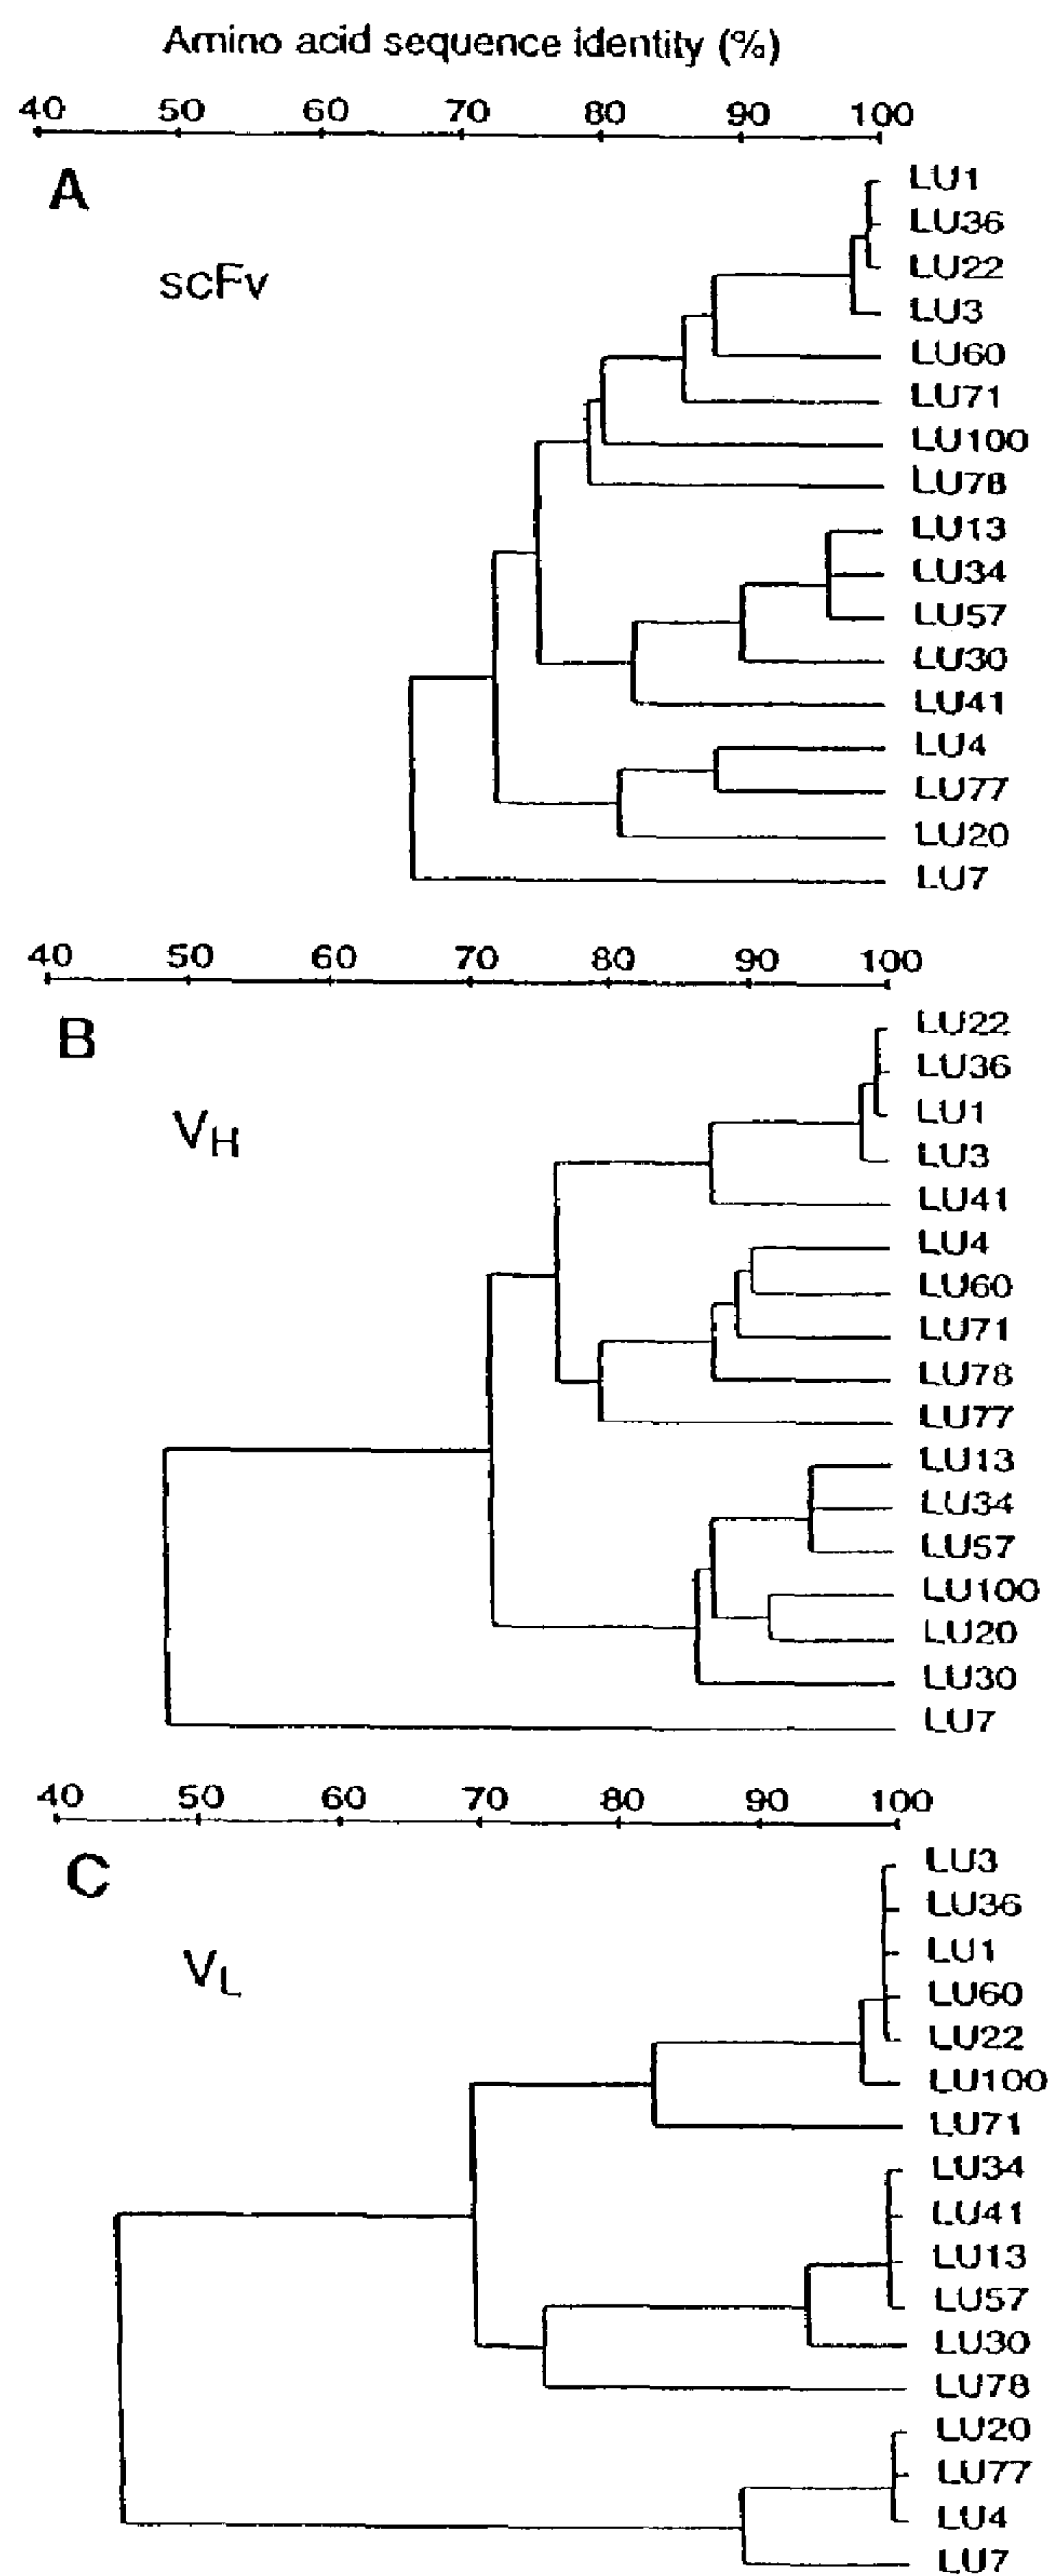 Amino acid sequence identity (%)
40 50 60 70 80 90 100
A
scFv
LU1
LU36
LU22
LU3
LU60
LU71
LU100
LU78
LU13
LU34
LU57
LU30
LU41
LU4
LU77
LU20
LU7
40 50 60 70 80 90 100
B
VH
LU22
LU36
LU1
LU3
LU41
LU4
LU60
LU71
LU78
LU77
LU13
LU34
LU57
LU100
LU20
LU30
LU7
40 50 60 70 80 90 100
C
VL
LU3
LU36
LU1
LU60
LU22
LU100
LU71
LU34
LU41
LU13
LU57
LU30
LU78
LU20
LU77
LU4
LU7